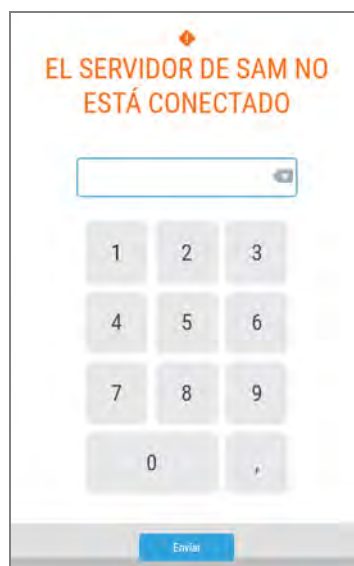 EL SERVIDOR DE SAM NO
ESTÁ CONECTADO
1 2 3
4 5 6
7 8 9
0 ,
Enviar